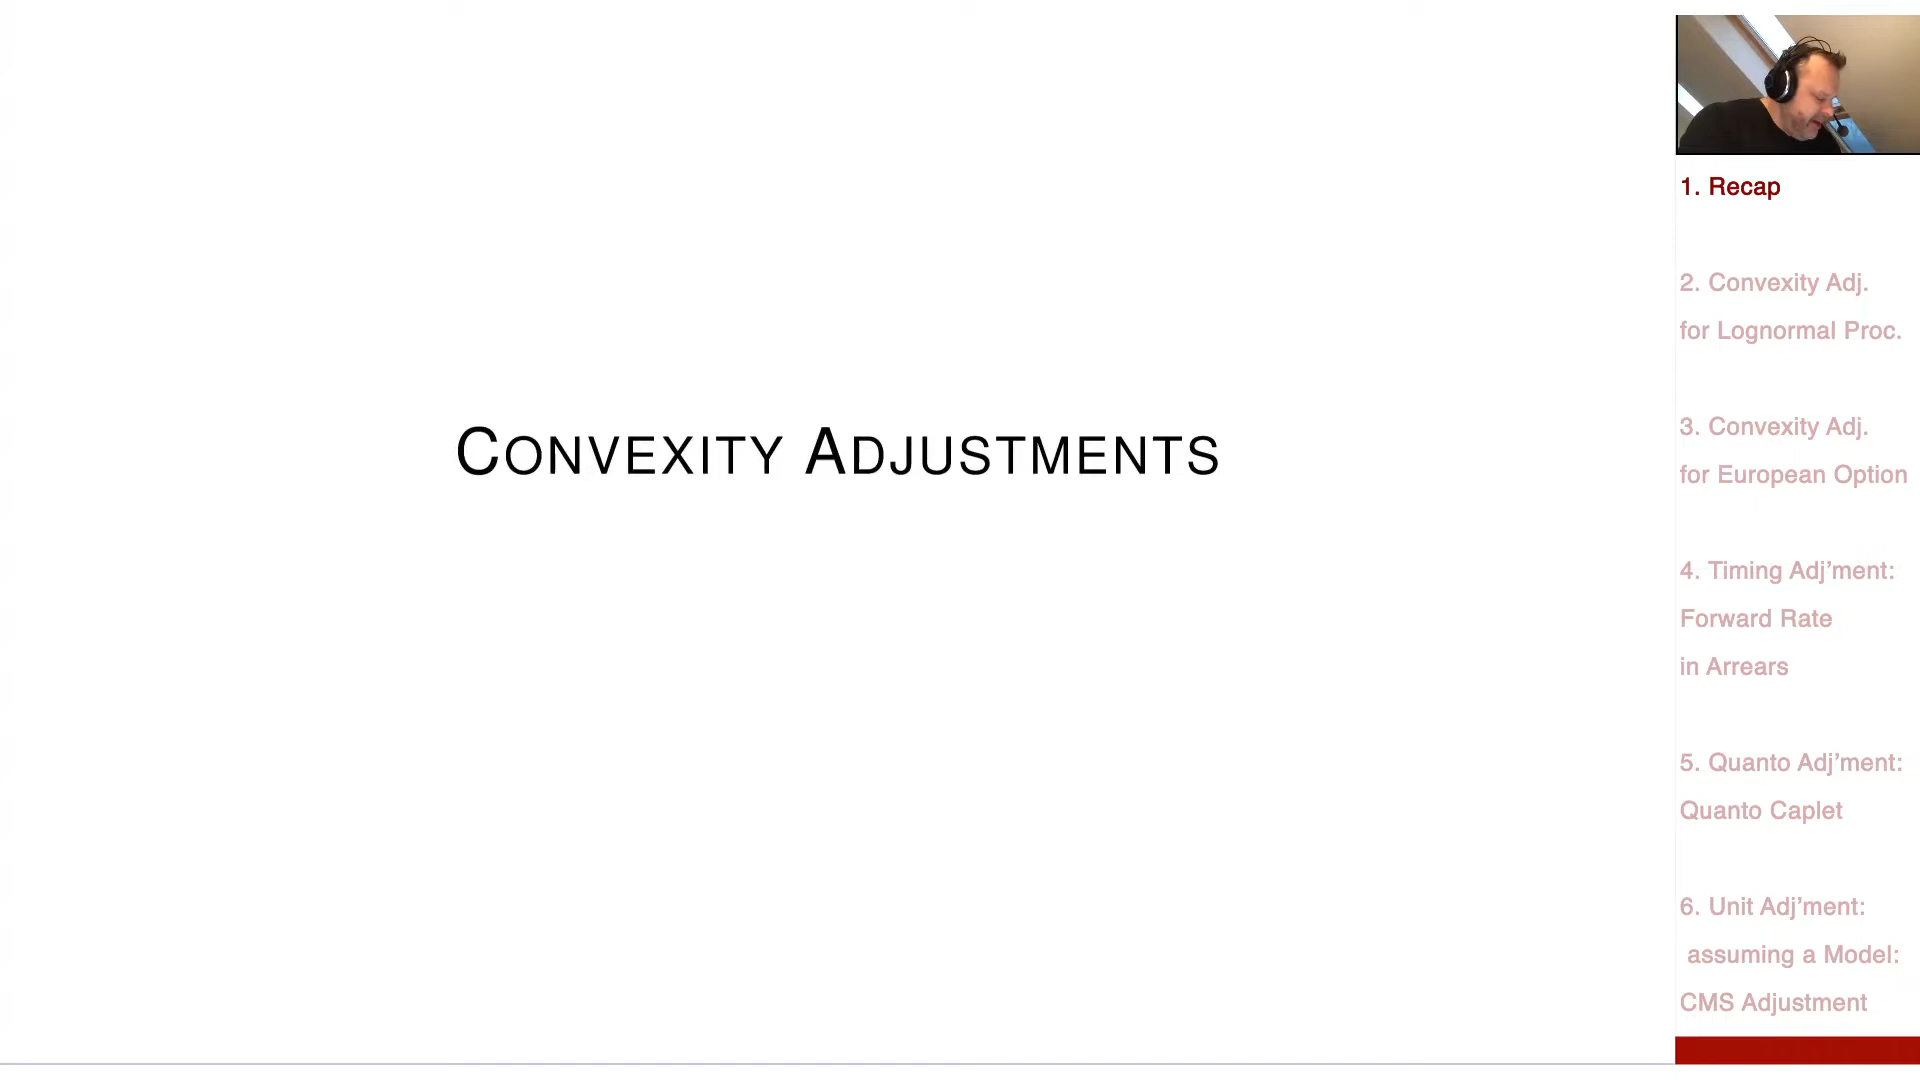 CONVEXITY ADJUSTMENTS
1. Recap
2. Convexity Adj.
for Lognormal Proc.
3. Convexity Adj.
for European Option
4. Timing Adj’ment:
Forward Rate
in Arrears
5. Quanto Adj’ment:
Quanto Caplet
6. Unit Adj’ment:
assuming a Model:
CMS Adjustment